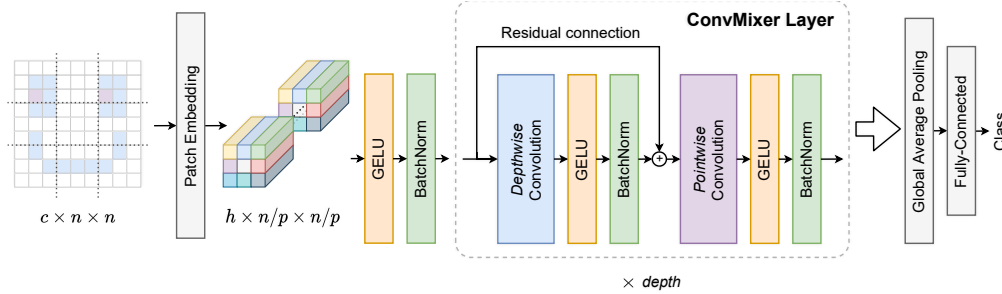 ConvMixer Layer
Residual connection
c × n × n
Patch Embedding
h × n/p × n/p
GELU
BatchNorm
Depthwise
Convolution
GELU
BatchNorm
+
Pointwise
Convolution
GELU
BatchNorm
× depth
Global Average Pooling
Fully-Connected
Class